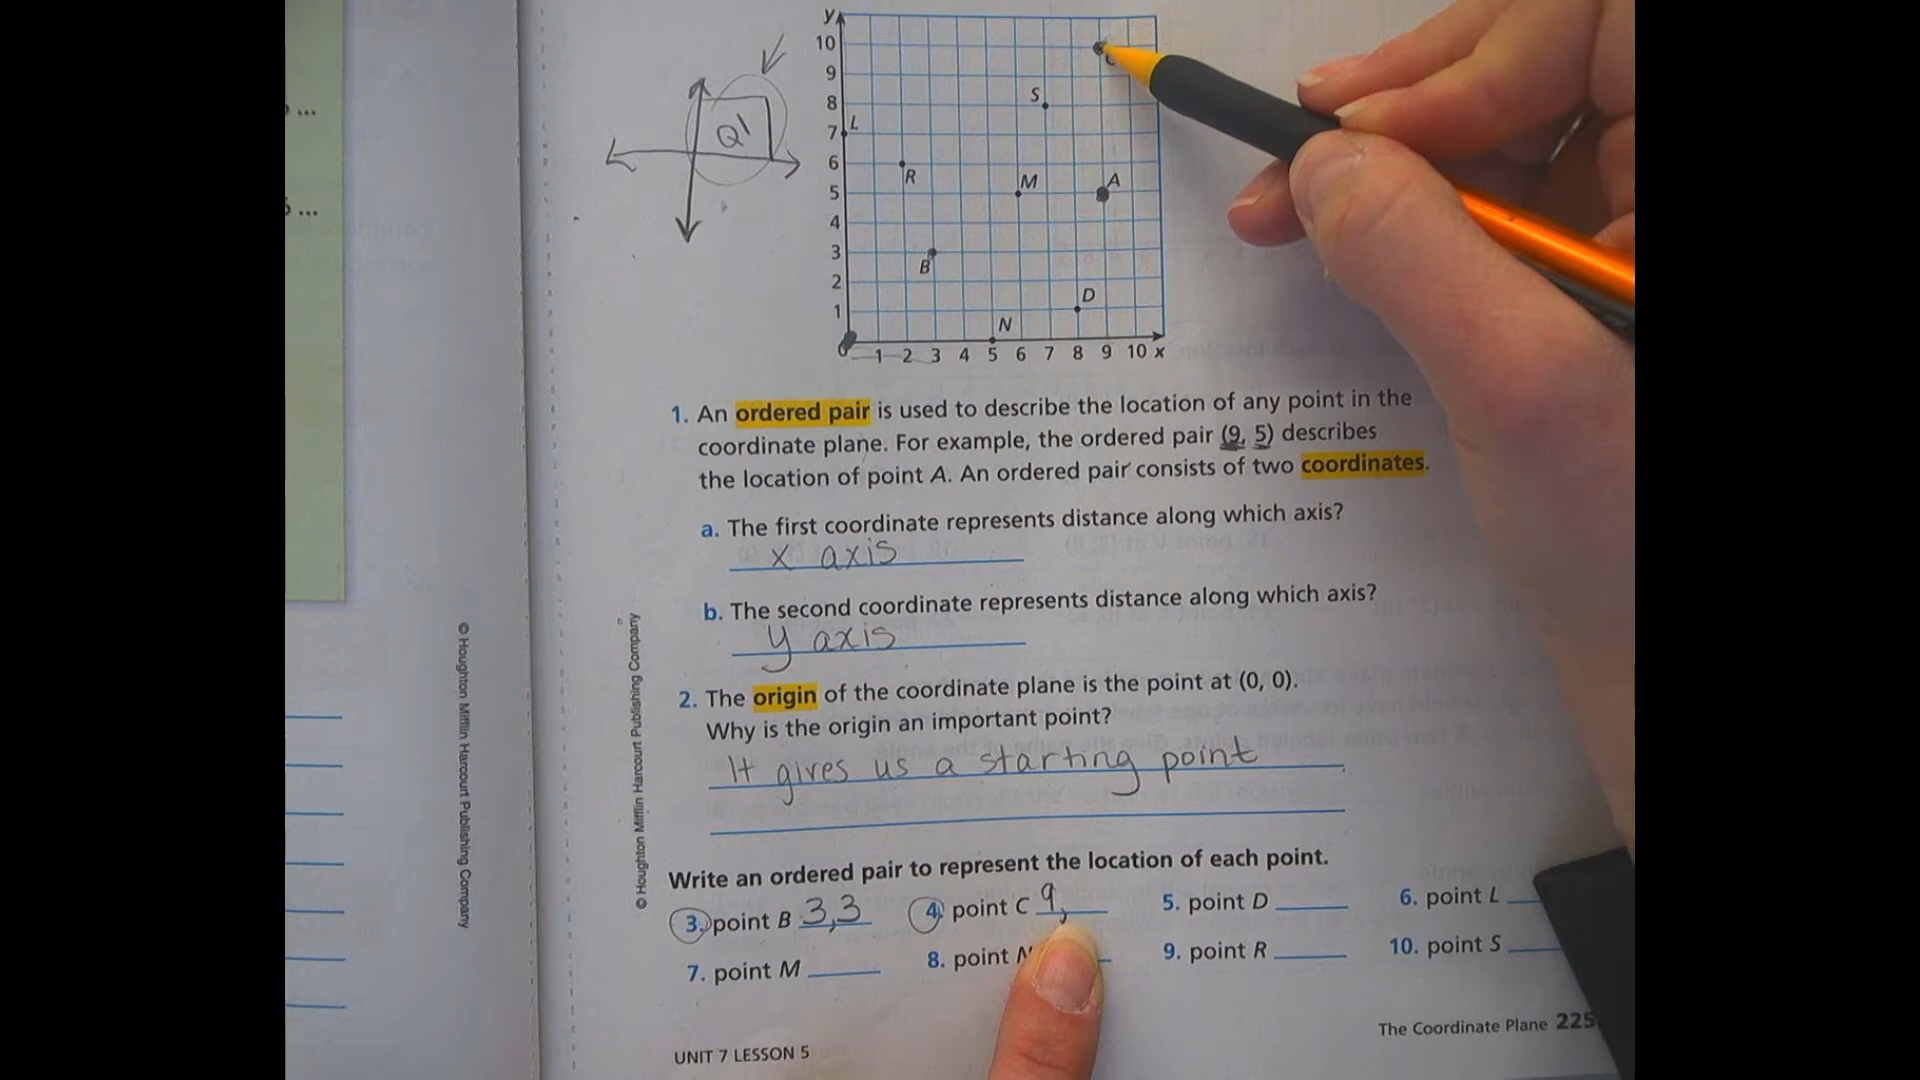 ...
...
y
10
9
8
7
6
5
4
3
2
1
0
1 2 3 4 5 6 7 8 9 10 x
C
S
L
R
M
A
B
D
N
Q1
1. An ordered pair is used to describe the location of any point in the
coordinate plane. For example, the ordered pair (9, 5) describes
the location of point A. An ordered pair consists of two coordinates.
a. The first coordinate represents distance along which axis?
x axis
b. The second coordinate represents distance along which axis?
y axis
2. The origin of the coordinate plane is the point at (0, 0).
Why is the origin an important point?
It gives us a starting point
Write an ordered pair to represent the location of each point.
3. point B 3,3 4. point C 9, 5. point D 6. point L
7. point M 8. point N 9. point R 10. point S
UNIT 7 LESSON 5
The Coordinate Plane 225
© Houghton Mifflin Harcourt Publishing Company
© Houghton Mifflin Harcourt Publishing Company